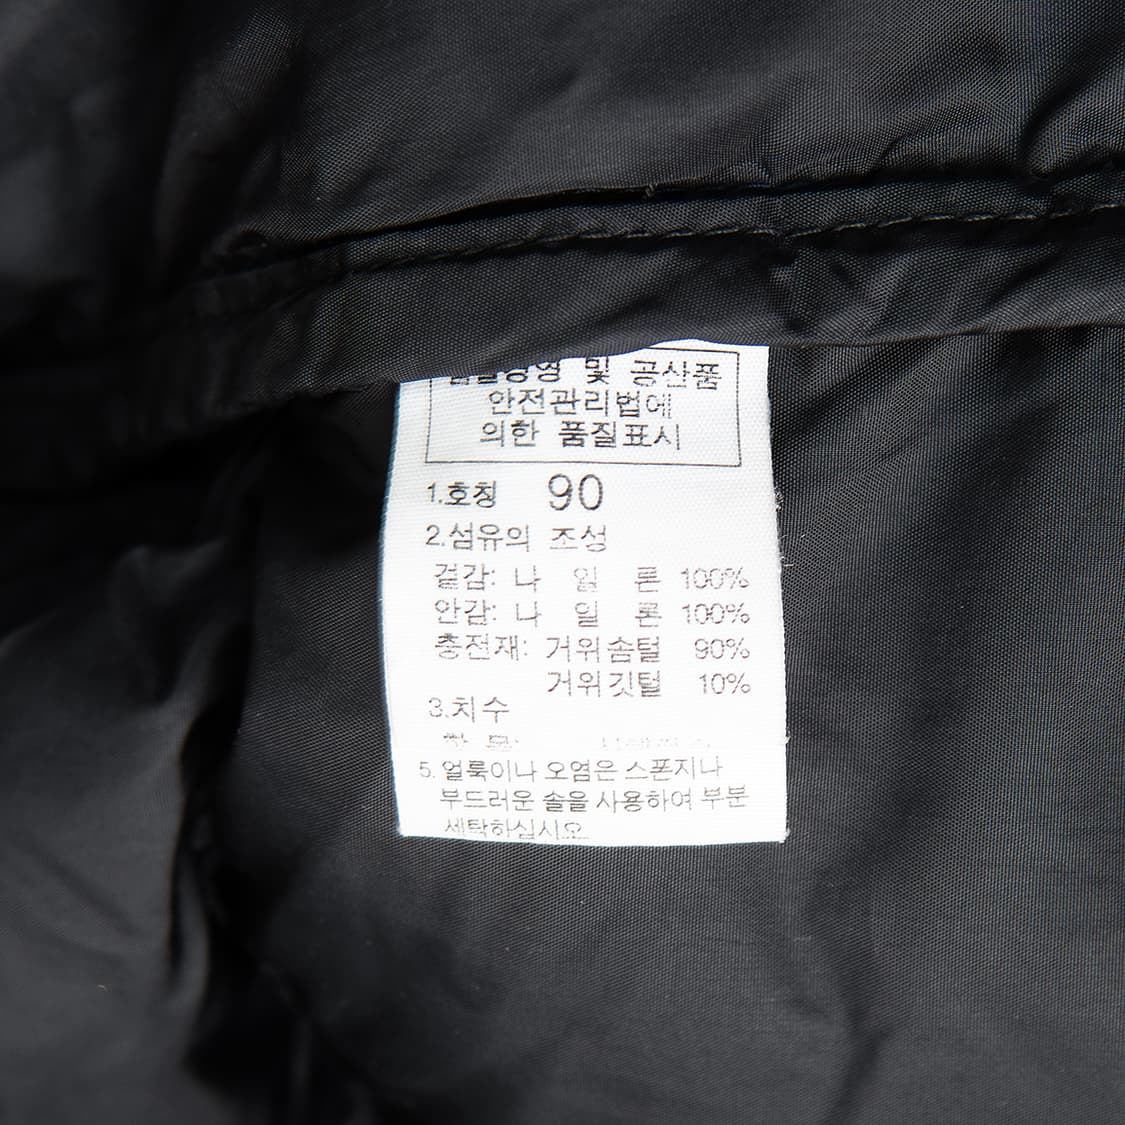 및 공산품
안전관리법에
의한 품질표시
1.호칭 90
2.섬유의 조성
겉감: 나 일 론 100%
안감: 나 일 론 100%
충전재: 거위솜털 90%
거위깃털 10%
3.치수
5. 얼룩이나 오염은 스폰지나
부드러운 솔을 사용하여 부분
세탁하십시오